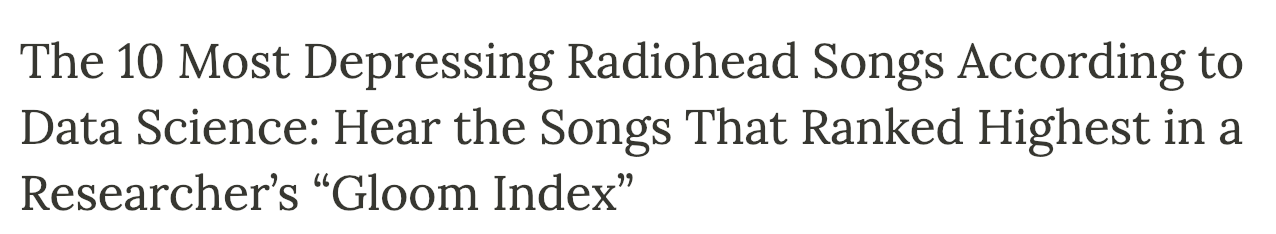 The 10 Most Depressing Radiohead Songs According to
Data Science: Hear the Songs That Ranked Highest in a
Researcher’s “Gloom Index”